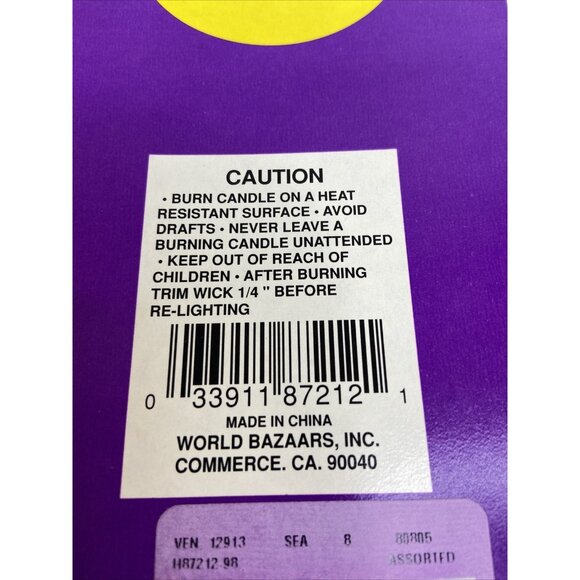 CAUTION
• BURN CANDLE ON A HEAT
RESISTANT SURFACE • AVOID
DRAFTS • NEVER LEAVE A
BURNING CANDLE UNATTENDED
• KEEP OUT OF REACH OF
CHILDREN • AFTER BURNING
TRIM WICK 1/4 " BEFORE
RE-LIGHTING
0 33911 87212 1
MADE IN CHINA
WORLD BAZAARS, INC.
COMMERCE. CA. 90040
VEN 12913 SEA 8 80805
H87212 98 ASSORTED